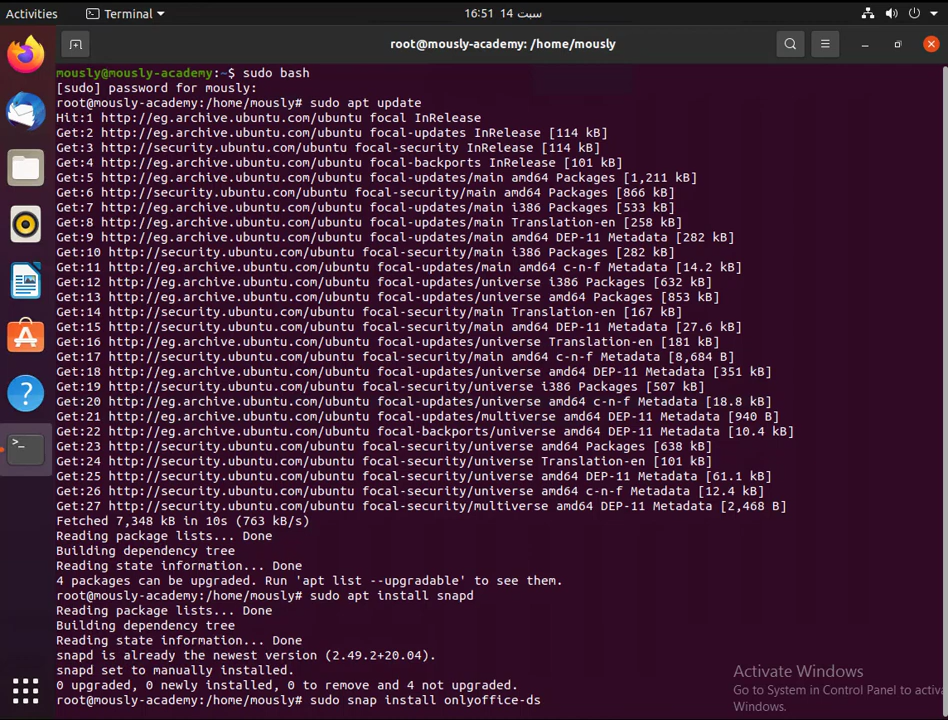 Activities
Terminal
16:51 14 سبت
root@mously-academy: /home/mously
mously@mously-academy:~$ sudo bash
[sudo] password for mously:
root@mously-academy:/home/mously# sudo apt update
Hit:1 http://eg.archive.ubuntu.com/ubuntu focal InRelease
Get:2 http://eg.archive.ubuntu.com/ubuntu focal-updates InRelease [114 kB]
Get:3 http://security.ubuntu.com/ubuntu focal-security InRelease [114 kB]
Get:4 http://eg.archive.ubuntu.com/ubuntu focal-backports InRelease [101 kB]
Get:5 http://eg.archive.ubuntu.com/ubuntu focal-updates/main amd64 Packages [1,211 kB]
Get:6 http://security.ubuntu.com/ubuntu focal-security/main amd64 Packages [866 kB]
Get:7 http://eg.archive.ubuntu.com/ubuntu focal-updates/main i386 Packages [533 kB]
Get:8 http://eg.archive.ubuntu.com/ubuntu focal-updates/main Translation-en [258 kB]
Get:9 http://eg.archive.ubuntu.com/ubuntu focal-updates/main amd64 DEP-11 Metadata [282 kB]
Get:10 http://security.ubuntu.com/ubuntu focal-security/main i386 Packages [282 kB]
Get:11 http://eg.archive.ubuntu.com/ubuntu focal-updates/main amd64 c-n-f Metadata [14.2 kB]
Get:12 http://eg.archive.ubuntu.com/ubuntu focal-updates/universe i386 Packages [632 kB]
Get:13 http://eg.archive.ubuntu.com/ubuntu focal-updates/universe amd64 Packages [853 kB]
Get:14 http://security.ubuntu.com/ubuntu focal-security/main Translation-en [167 kB]
Get:15 http://security.ubuntu.com/ubuntu focal-security/main amd64 DEP-11 Metadata [27.6 kB]
Get:16 http://eg.archive.ubuntu.com/ubuntu focal-updates/universe Translation-en [181 kB]
Get:17 http://security.ubuntu.com/ubuntu focal-security/main amd64 c-n-f Metadata [8,684 B]
Get:18 http://eg.archive.ubuntu.com/ubuntu focal-updates/universe amd64 DEP-11 Metadata [351 kB]
Get:19 http://security.ubuntu.com/ubuntu focal-security/universe i386 Packages [507 kB]
Get:20 http://eg.archive.ubuntu.com/ubuntu focal-updates/universe amd64 c-n-f Metadata [18.8 kB]
Get:21 http://eg.archive.ubuntu.com/ubuntu focal-updates/multiverse amd64 DEP-11 Metadata [940 B]
Get:22 http://eg.archive.ubuntu.com/ubuntu focal-backports/universe amd64 DEP-11 Metadata [10.4 kB]
Get:23 http://security.ubuntu.com/ubuntu focal-security/universe amd64 Packages [638 kB]
Get:24 http://security.ubuntu.com/ubuntu focal-security/universe Translation-en [101 kB]
Get:25 http://security.ubuntu.com/ubuntu focal-security/universe amd64 DEP-11 Metadata [61.1 kB]
Get:26 http://security.ubuntu.com/ubuntu focal-security/universe amd64 c-n-f Metadata [12.4 kB]
Get:27 http://security.ubuntu.com/ubuntu focal-security/multiverse amd64 DEP-11 Metadata [2,468 B]
Fetched 7,348 kB in 10s (763 kB/s)
Reading package lists... Done
Building dependency tree
Reading state information... Done
4 packages can be upgraded. Run 'apt list --upgradable' to see them.
root@mously-academy:/home/mously# sudo apt install snapd
Reading package lists... Done
Building dependency tree
Reading state information... Done
snapd is already the newest version (2.49.2+20.04).
snapd set to manually installed.
0 upgraded, 0 newly installed, 0 to remove and 4 not upgraded.
root@mously-academy:/home/mously# sudo snap install onlyoffice-ds
Activate Windows
Go to System in Control Panel to activa
Windows.